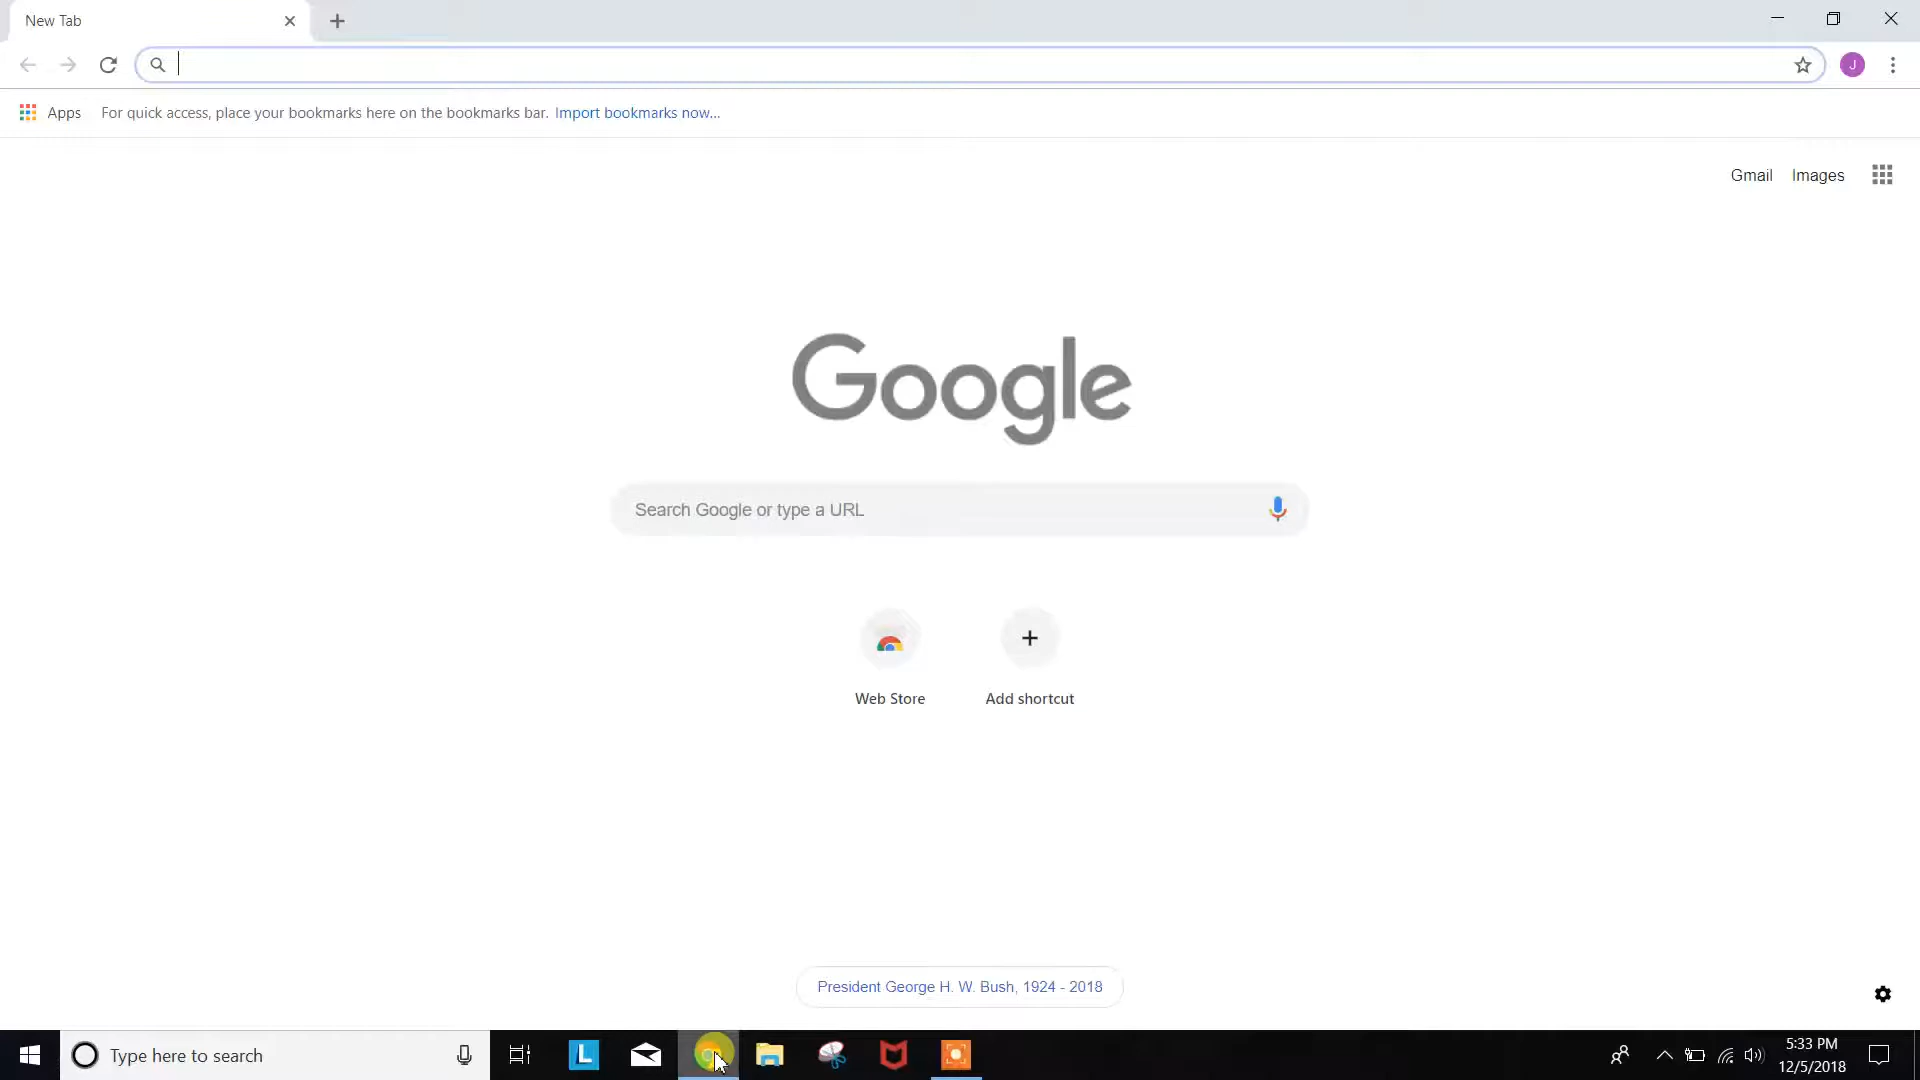 New Tab
Apps For quick access, place your bookmarks here on the bookmarks bar. Import bookmarks now...
J
Gmail Images
Google
Search Google or type a URL
Web Store Add shortcut
President George H. W. Bush, 1924 - 2018
Type here to search
L
5:33 PM
12/5/2018